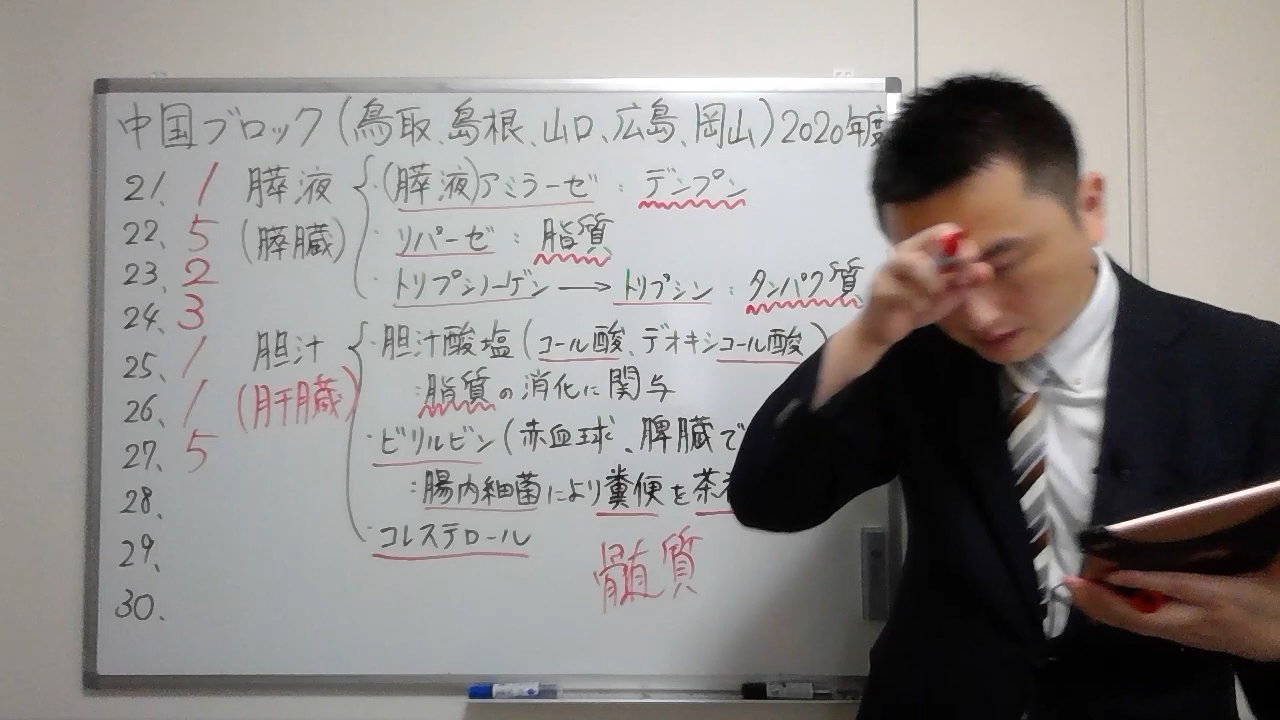 中国ブロック(鳥取、島根、山口、広島、岡山)2020年度
21. 1
22. 5
23. 2
24. 3
25. 1
26. 1
27. 5
28.
29.
30.
膵液
(膵臓)
・(膵液)アミラーゼ:デンプン
・リパーゼ:脂質
・トリプシノーゲン→トリプシン:タンパク質
胆汁
(肝臓)
・胆汁酸塩(コール酸、デオキシコール酸)
:脂質の消化に関与
・ビリルビン(赤血球、脾臓で
:腸内細菌により糞便を茶
・コレステロール
髄質